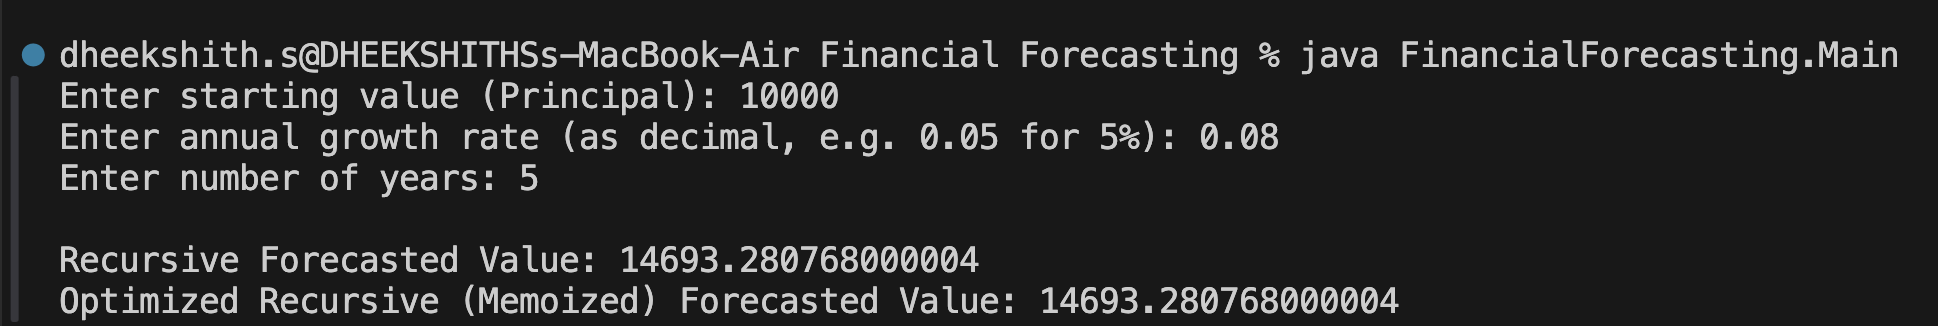 dheekshith.s@DHEEKSHITHSs-MacBook-Air Financial Forecasting % java FinancialForecasting.Main
Enter starting value (Principal): 10000
Enter annual growth rate (as decimal, e.g. 0.05 for 5%): 0.08
Enter number of years: 5
Recursive Forecasted Value: 14693.280768000004
Optimized Recursive (Memoized) Forecasted Value: 14693.280768000004